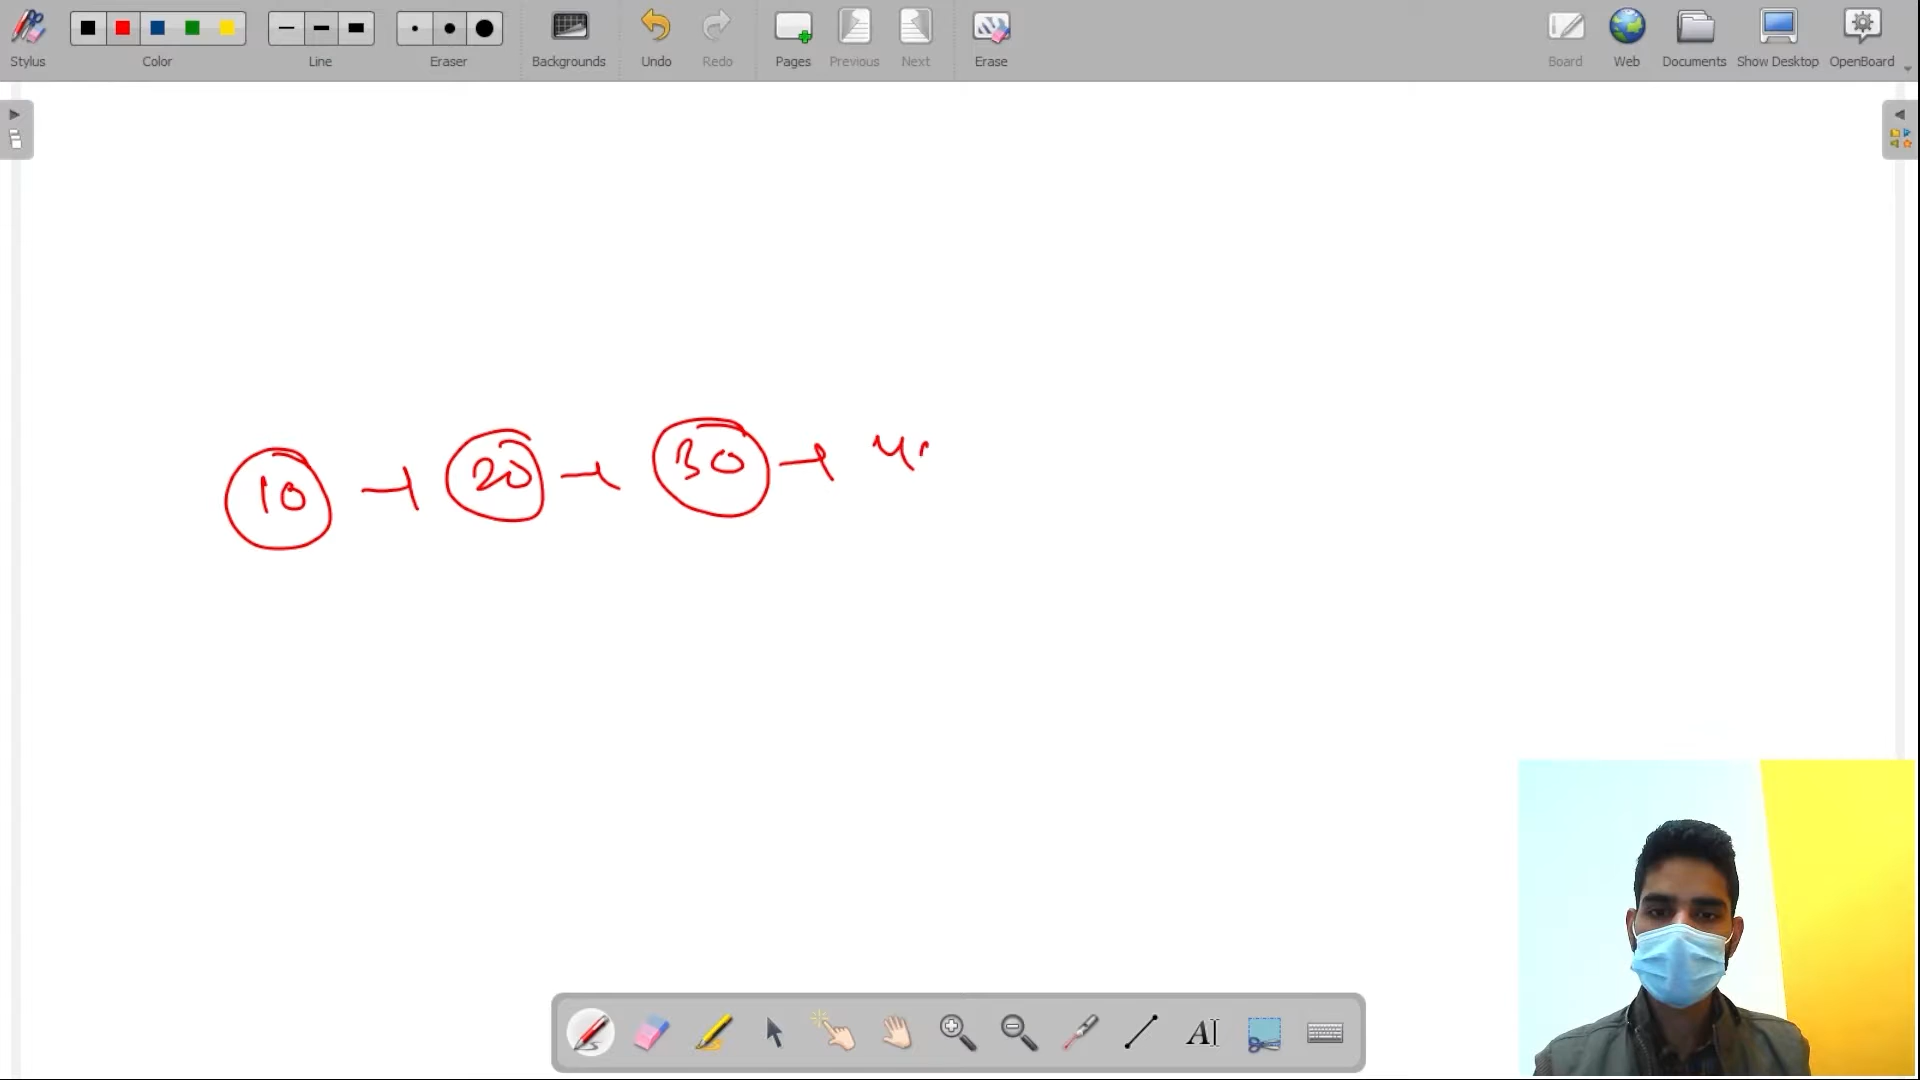 Stylus
Color
Line
Eraser
Backgrounds
Undo
Redo
Pages
Previous
Next
Erase
Board
Web
Documents
Show Desktop
OpenBoard
10 20 30